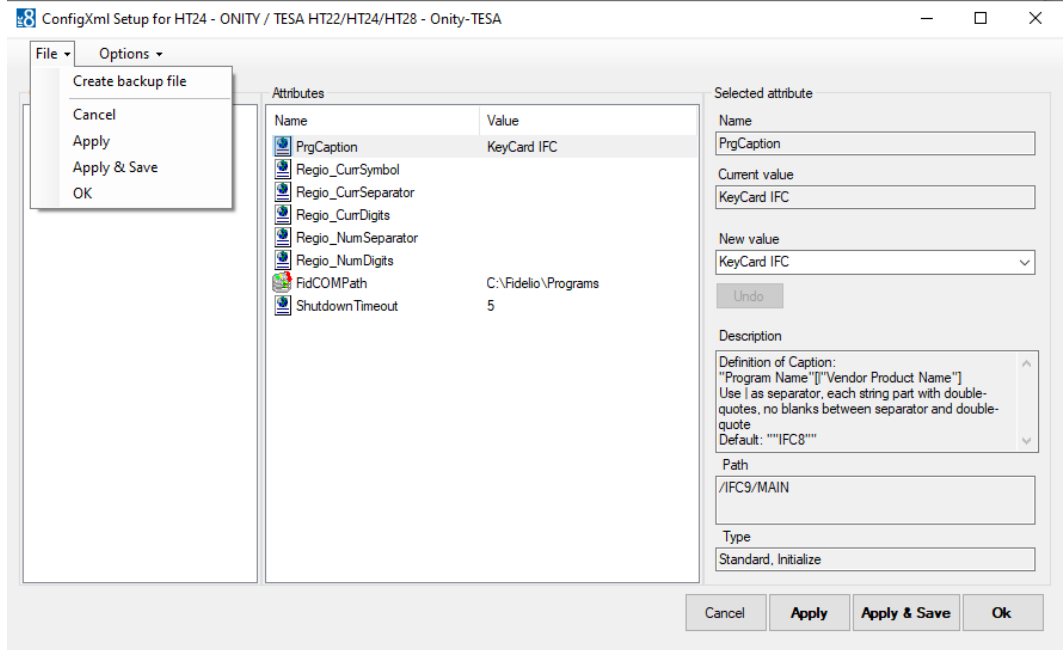 ConfigXml Setup for HT24 - ONITY / TESA HT22/HT24/HT28 - Onity-TESA
File Options
Create backup file
Cancel
Apply
Apply & Save
OK
Attributes
Name Value
PrgCaption KeyCard IFC
Regio_CurrSymbol
Regio_CurrSeparator
Regio_CurrDigits
Regio_NumSeparator
Regio_NumDigits
FidCOMPath C:\Fidelio\Programs
ShutdownTimeout 5
Selected attribute
Name
PrgCaption
Current value
KeyCard IFC
New value
KeyCard IFC
Undo
Description
Definition of Caption:
"Program Name"[|"Vendor Product Name"]
Use | as separator, each string part with double-
quotes, no blanks between separator and double-
quote
Default: ""IFC8""
Path
/IFC9/MAIN
Type
Standard, Initialize
Cancel Apply Apply & Save Ok